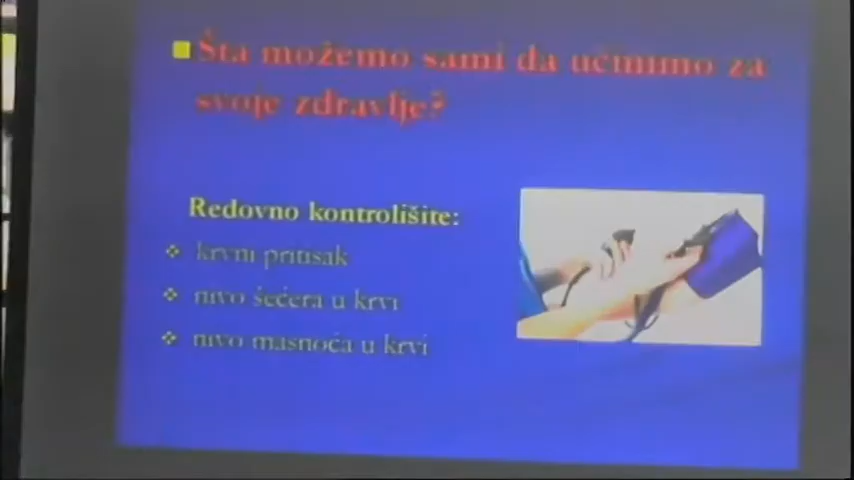 Šta možemo sami da učinimo za
svoje zdravlje?
Redovno kontrolišite:
krvni pritisak
nivo šećera u krvi
nivo masnoća u krvi